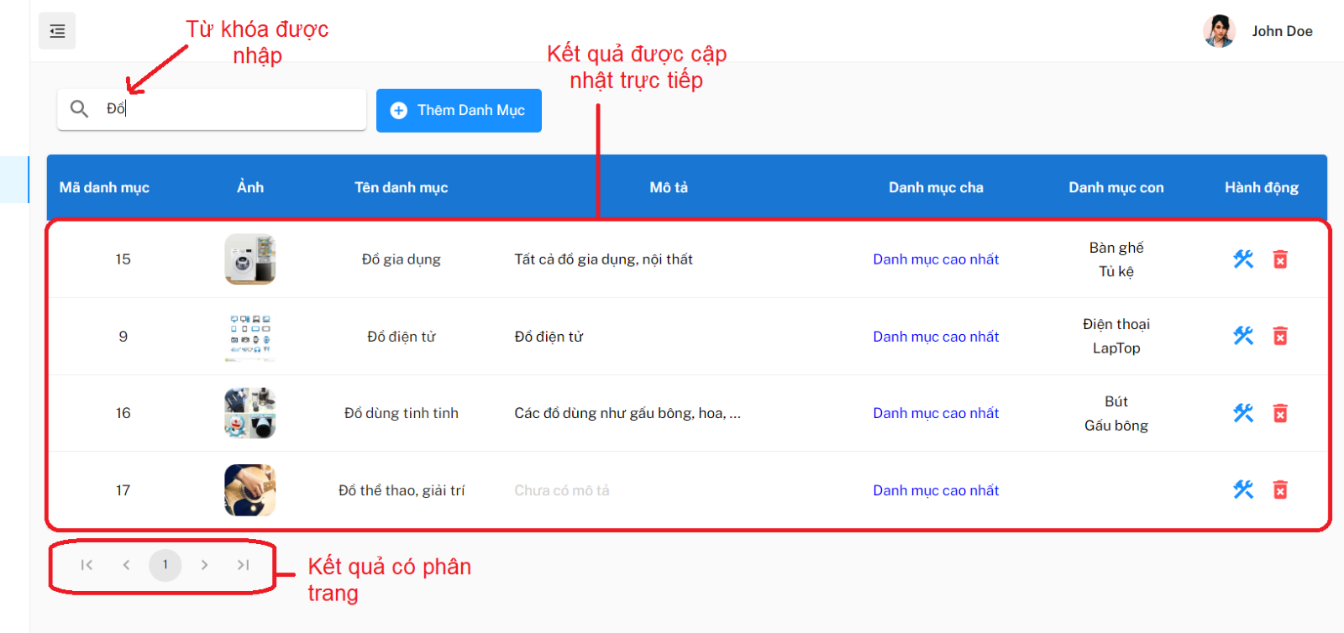 Từ khóa được
nhập
Kết quả được cập
nhật trực tiếp
John Doe
Đồ
Thêm Danh Mục
Mã danh mục Ảnh Tên danh mục Mô tả Danh mục cha Danh mục con Hành động
15 Đồ gia dụng Tất cả đồ gia dụng, nội thất Danh mục cao nhất Bàn ghế
Tủ kệ
9 Đồ điện tử Đồ điện tử Danh mục cao nhất Điện thoại
LapTop
16 Đồ dùng tinh tinh Các đồ dùng như gấu bông, hoa, ... Danh mục cao nhất Bút
Gấu bông
17 Đồ thể thao, giải trí Chưa có mô tả Danh mục cao nhất
1
Kết quả có phân
trang